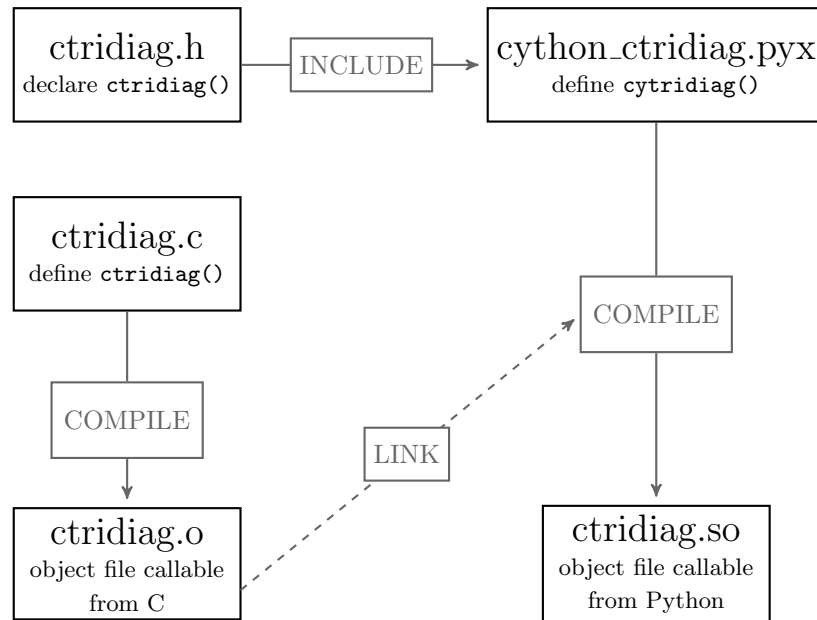 ctridiag.h
declare ctridiag()
INCLUDE
cython_ctridiag.pyx
define cytridiag()
ctridiag.c
define ctridiag()
COMPILE
COMPILE
LINK
ctridiag.o
object file callable
from C
ctridiag.so
object file callable
from Python